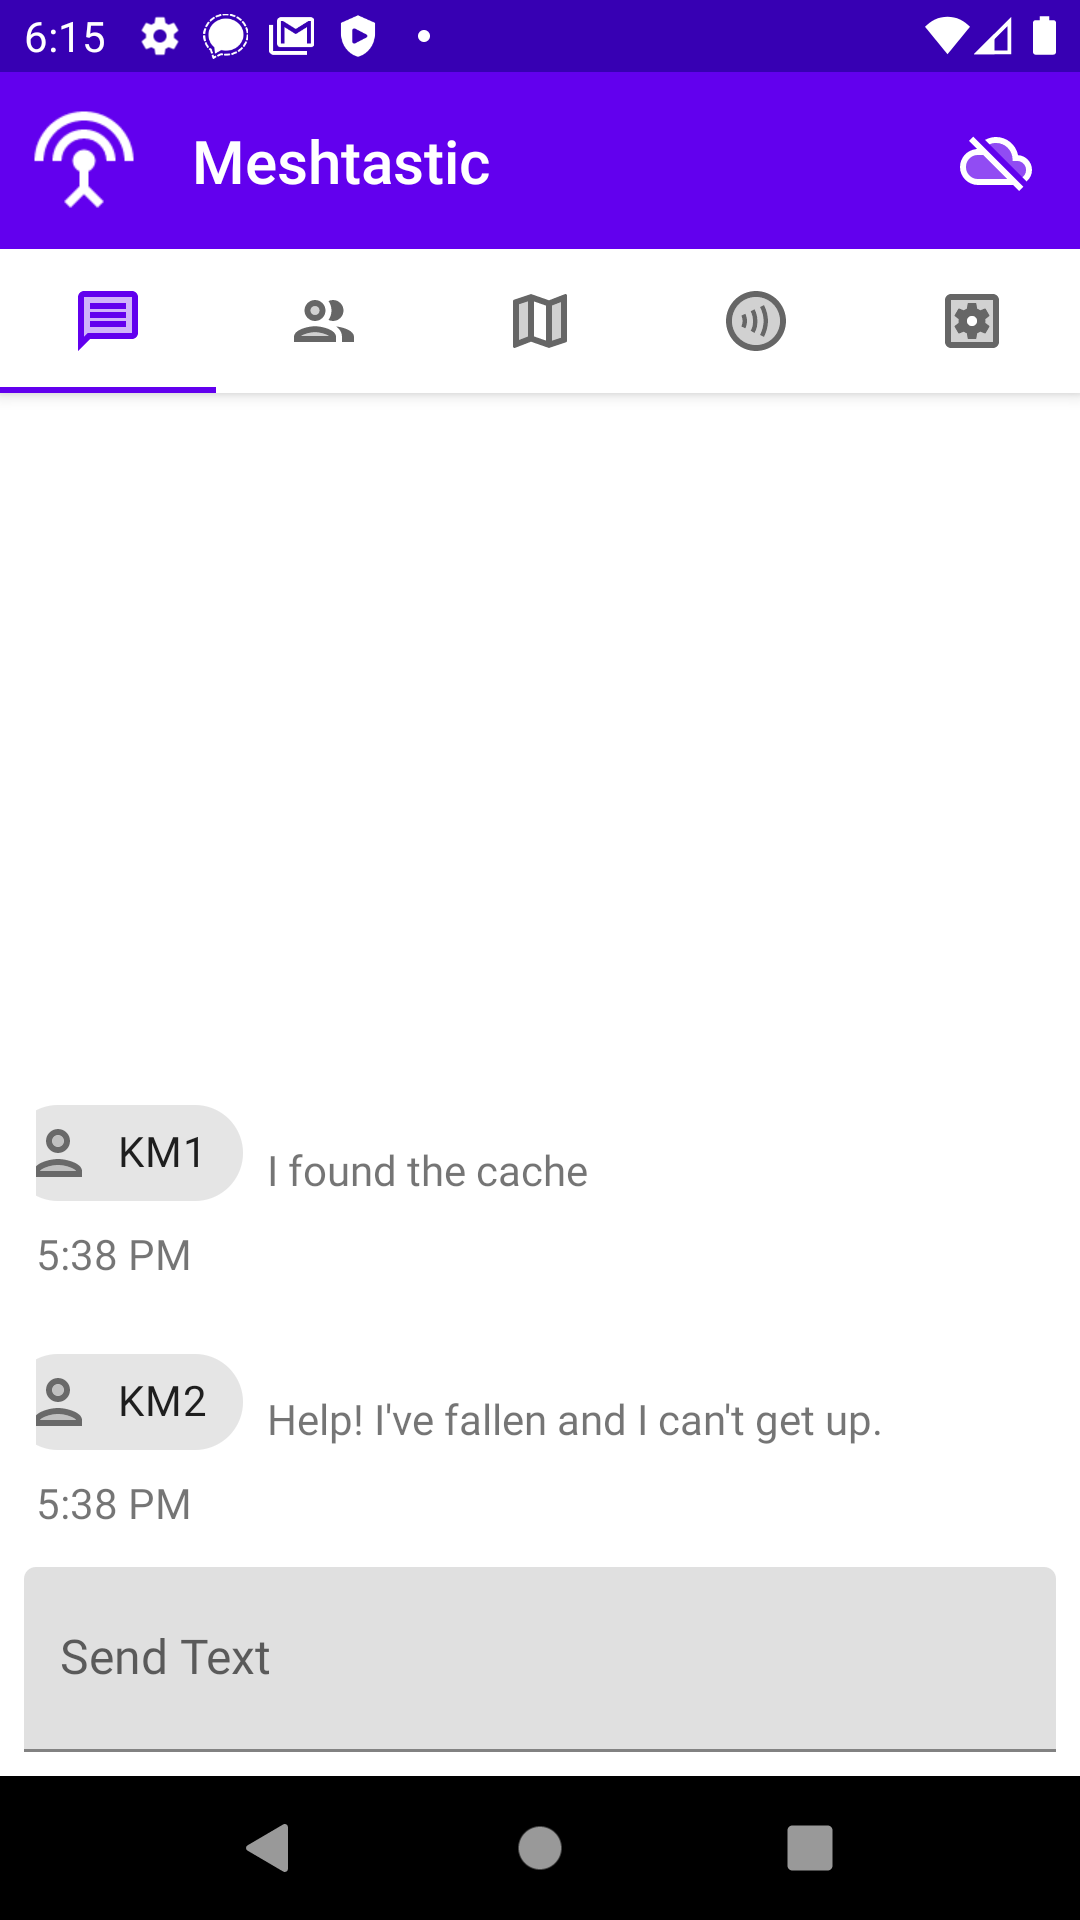 6:15
Meshtastic
KM1 I found the cache
5:38 PM
KM2 Help! I've fallen and I can't get up.
5:38 PM
Send Text